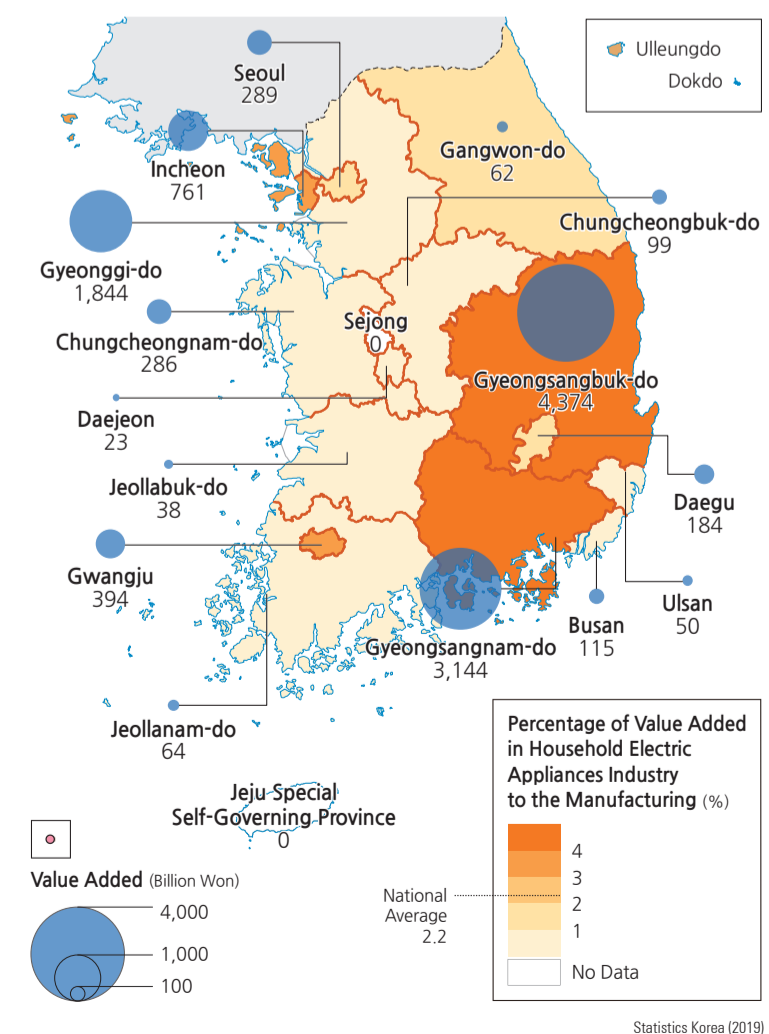 Ulleungdo
Dokdo
Seoul
289
Gangwon-do
62
Incheon
761
Chungcheongbuk-do
99
Gyeonggi-do
1,844
Sejong
0
Chungcheongnam-do
286
Gyeongsangbuk-do
4,374
Daejeon
23
Jeollabuk-do
38
Daegu
184
Gwangju
394
Ulsan
50
Busan
115
Gyeongsangnam-do
3,144
Jeollanam-do
64
Jeju Special
Self-Governing Province
0
Percentage of Value Added
in Household Electric
Appliances Industry
to the Manufacturing (%)
4
3
2
1
No Data
National
Average
2.2
Value Added (Billion Won)
4,000
1,000
100
Statistics Korea (2019)